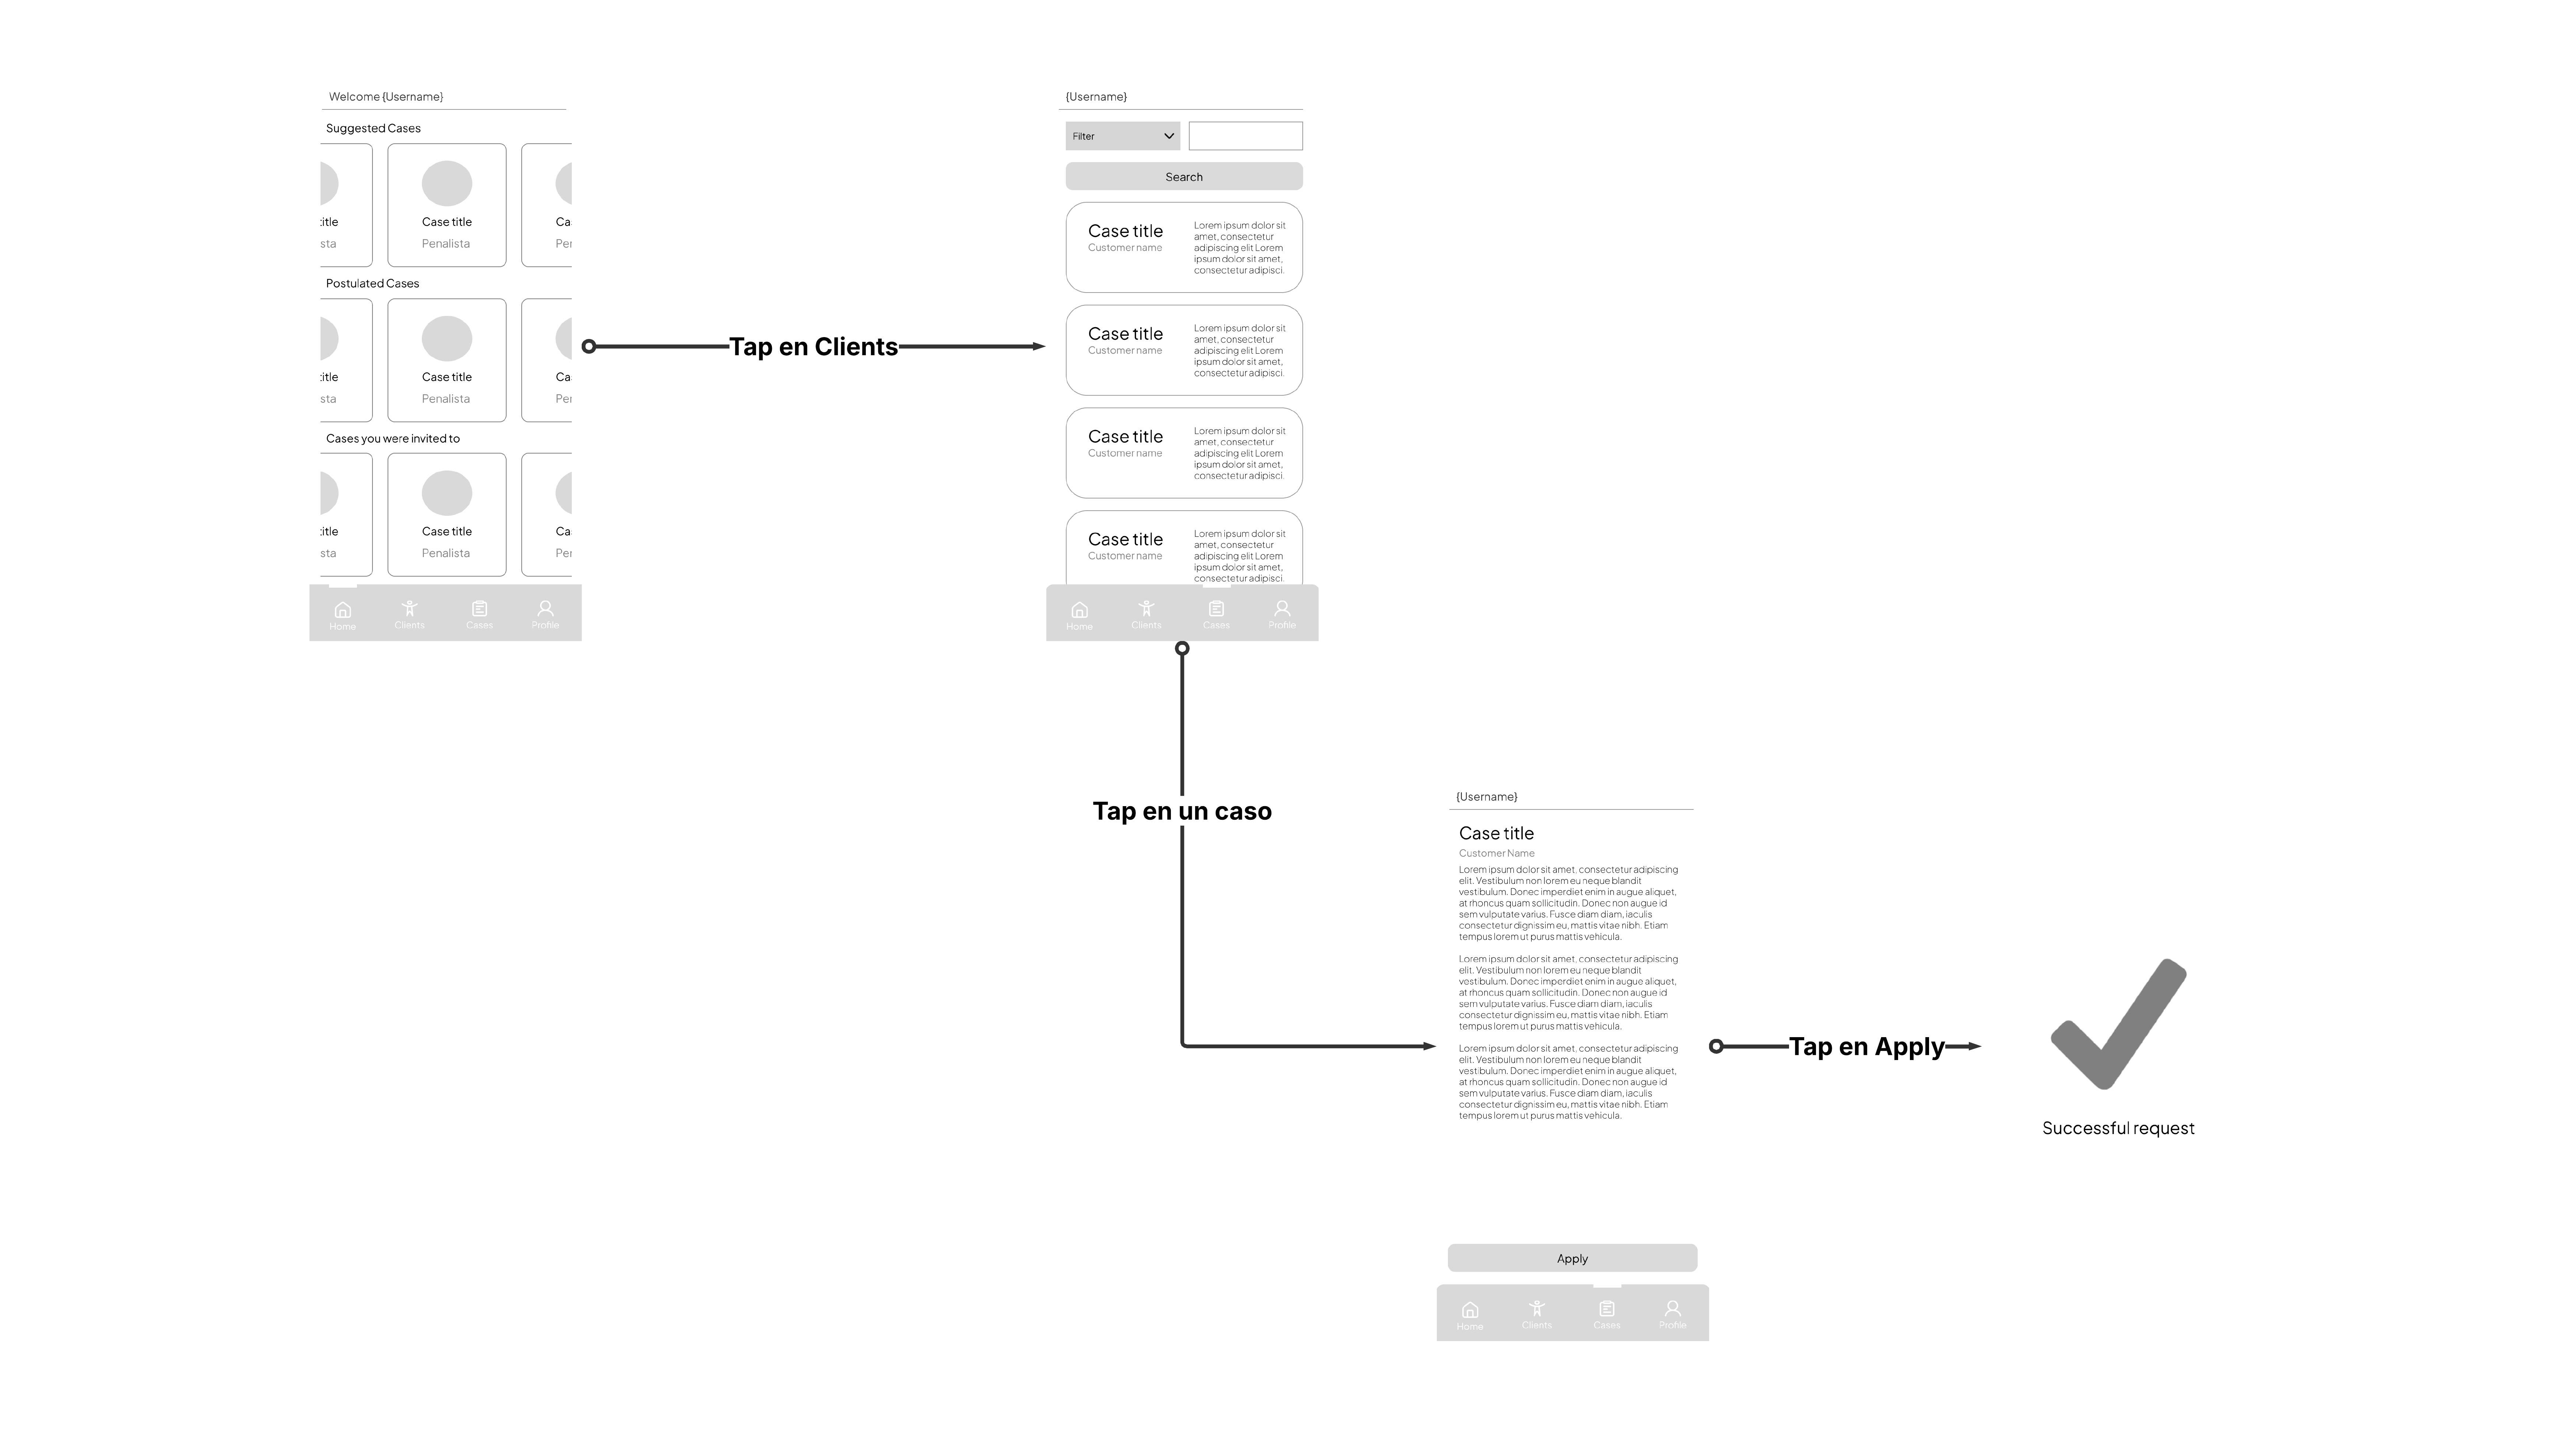 Welcome {Username}
Suggested Cases
title
sta
Case title
Penalista
Ca
Per
Postulated Cases
title
sta
Case title
Penalista
Ca
Per
Cases you were invited to
title
sta
Case title
Penalista
Ca
Per
Home
Clients
Cases
Profile
Tap en Clients
{Username}
Filter
Search
Case title
Customer name
Lorem ipsum dolor sit
amet, consectetur
adipiscing elit Lorem
ipsum dolor sit amet,
consectetur adipisci.
Case title
Customer name
Lorem ipsum dolor sit
amet, consectetur
adipiscing elit Lorem
ipsum dolor sit amet,
consectetur adipisci.
Case title
Customer name
Lorem ipsum dolor sit
amet, consectetur
adipiscing elit Lorem
ipsum dolor sit amet,
consectetur adipisci.
Case title
Customer name
Lorem ipsum dolor sit
amet, consectetur
adipiscing elit Lorem
ipsum dolor sit amet,
consectetur adipisci.
Home
Clients
Cases
Profile
Tap en un caso
{Username}
Case title
Customer Name
Lorem ipsum dolor sit amet, consectetur adipiscing
elit. Vestibulum non lorem eu neque blandit
vestibulum. Donec imperdiet enim in augue aliquet,
at rhoncus quam sollicitudin. Donec non augue id
sem vulputate varius. Fusce diam diam, iaculis
consectetur dignissim eu, mattis vitae nibh. Etiam
tempus lorem ut purus mattis vehicula.
Lorem ipsum dolor sit amet, consectetur adipiscing
elit. Vestibulum non lorem eu neque blandit
vestibulum. Donec imperdiet enim in augue aliquet,
at rhoncus quam sollicitudin. Donec non augue id
sem vulputate varius. Fusce diam diam, iaculis
consectetur dignissim eu, mattis vitae nibh. Etiam
tempus lorem ut purus mattis vehicula.
Lorem ipsum dolor sit amet, consectetur adipiscing
elit. Vestibulum non lorem eu neque blandit
vestibulum. Donec imperdiet enim in augue aliquet,
at rhoncus quam sollicitudin. Donec non augue id
sem vulputate varius. Fusce diam diam, iaculis
consectetur dignissim eu, mattis vitae nibh. Etiam
tempus lorem ut purus mattis vehicula.
Apply
Home
Clients
Cases
Profile
Tap en Apply
Successful request